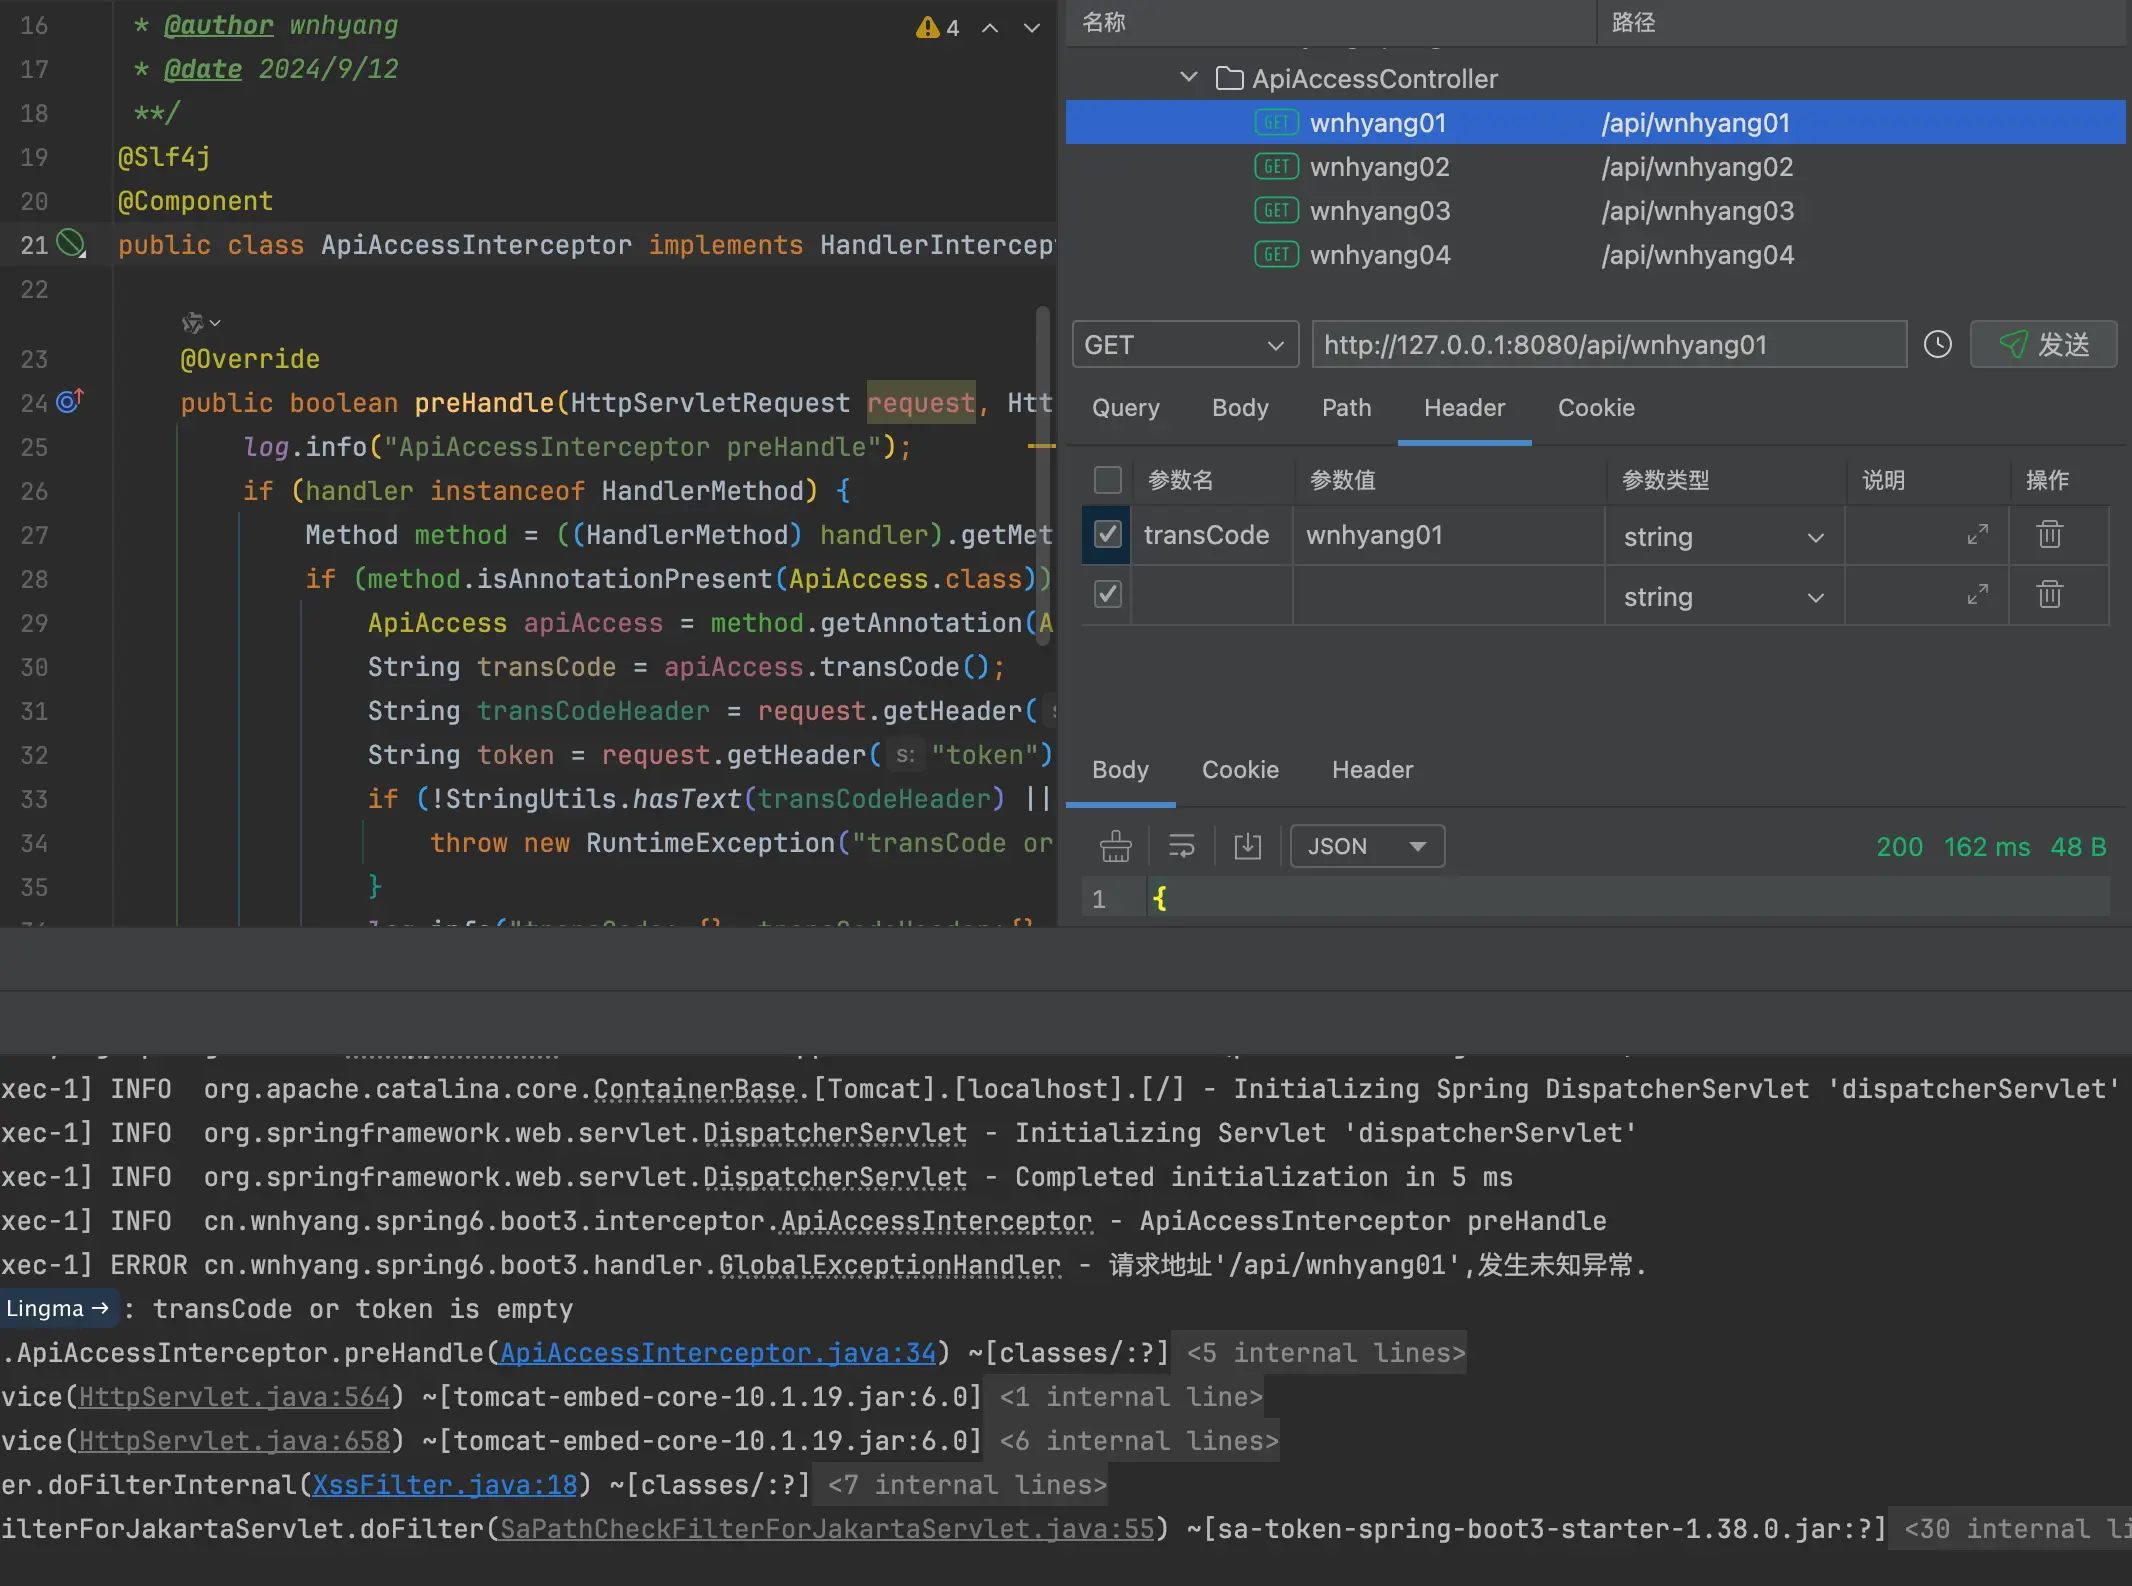 16 * @author wnhyang
4
17 * @date 2024/9/12
18 **/
19 @Slf4j
20 @Component
21 public class ApiAccessInterceptor implements HandlerIntercep
22
23 @Override
24 public boolean preHandle(HttpServletRequest request, Htt
25 log.info("ApiAccessInterceptor preHandle");
26 if (handler instanceof HandlerMethod) {
27 Method method = ((HandlerMethod) handler).getMet
28 if (method.isAnnotationPresent(ApiAccess.class))
29 ApiAccess apiAccess = method.getAnnotation(A
30 String transCode = apiAccess.transCode();
31 String transCodeHeader = request.getHeader(
32 String token = request.getHeader( s: "token")
33 if (!StringUtils.hasText(transCodeHeader) ||
34 throw new RuntimeException("transCode or
35 }
名称 路径
ApiAccessController
GET wnhyang01 /api/wnhyang01
GET wnhyang02 /api/wnhyang02
GET wnhyang03 /api/wnhyang03
GET wnhyang04 /api/wnhyang04
GET http://127.0.0.1:8080/api/wnhyang01 发送
Query Body Path Header Cookie
参数名 参数值 参数类型 说明 操作
transCode wnhyang01 string
string
Body Cookie Header
JSON 200 162 ms 48 B
1 {
xec-1] INFO org.apache.catalina.core.ContainerBase.[Tomcat].[localhost].[/] - Initializing Spring DispatcherServlet 'dispatcherServlet'
xec-1] INFO org.springframework.web.servlet.DispatcherServlet - Initializing Servlet 'dispatcherServlet'
xec-1] INFO org.springframework.web.servlet.DispatcherServlet - Completed initialization in 5 ms
xec-1] INFO cn.wnhyang.spring6.boot3.interceptor.ApiAccessInterceptor - ApiAccessInterceptor preHandle
xec-1] ERROR cn.wnhyang.spring6.boot3.handler.GlobalExceptionHandler - 请求地址'/api/wnhyang01',发生未知异常.
Lingma → : transCode or token is empty
.ApiAccessInterceptor.preHandle(ApiAccessInterceptor.java:34) ~[classes/:?] <5 internal lines>
vice(HttpServlet.java:564) ~[tomcat-embed-core-10.1.19.jar:6.0] <1 internal line>
vice(HttpServlet.java:658) ~[tomcat-embed-core-10.1.19.jar:6.0] <6 internal lines>
er.doFilterInternal(XssFilter.java:18) ~[classes/:?] <7 internal lines>
ilterForJakartaServlet.doFilter(SaPathCheckFilterForJakartaServlet.java:55) ~[sa-token-spring-boot3-starter-1.38.0.jar:?] <30 internal li